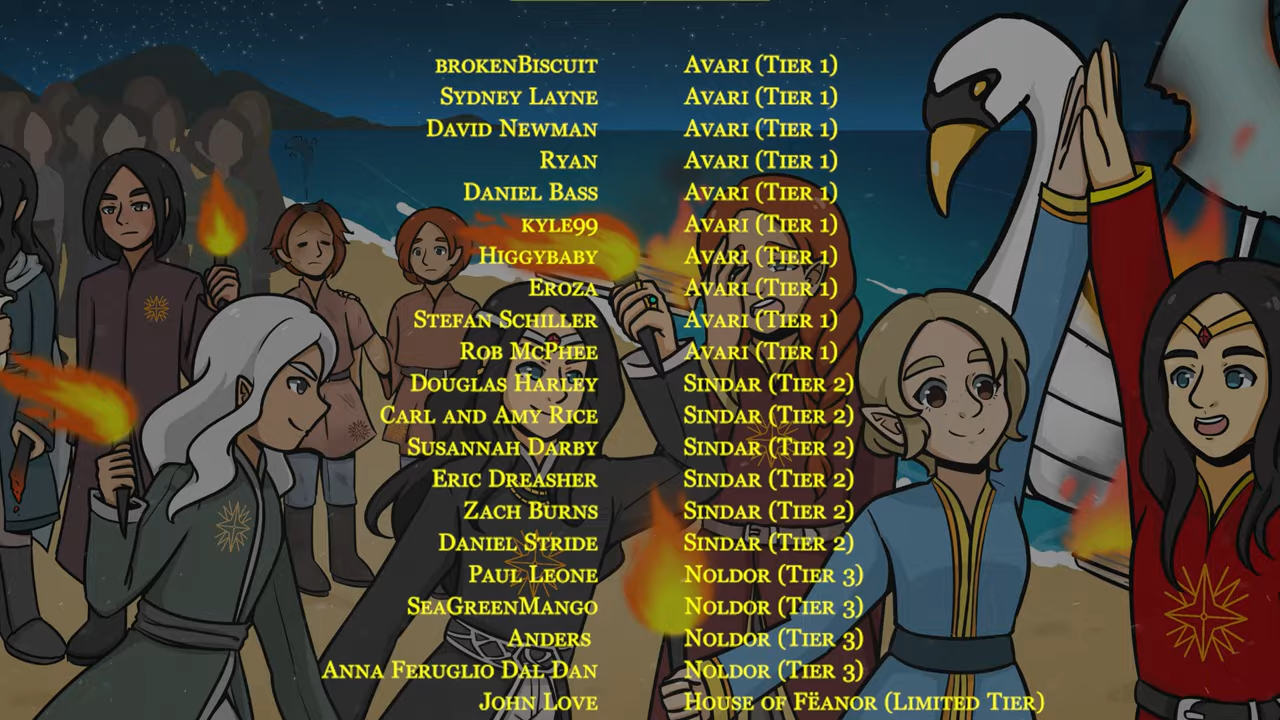 brokenBiscuit Avari (Tier 1)
Sydney Layne Avari (Tier 1)
David Newman Avari (Tier 1)
Ryan Avari (Tier 1)
Daniel Bass Avari (Tier 1)
kyle99 Avari (Tier 1)
Higgybaby Avari (Tier 1)
Eroza Avari (Tier 1)
Stefan Schiller Avari (Tier 1)
Rob McPhee Avari (Tier 1)
Douglas Harley Sindar (Tier 2)
Carl and Amy Rice Sindar (Tier 2)
Susannah Darby Sindar (Tier 2)
Eric Dreasher Sindar (Tier 2)
Zach Burns Sindar (Tier 2)
Daniel Stride Sindar (Tier 2)
Paul Leone Noldor (Tier 3)
SeaGreenMango Noldor (Tier 3)
Anders Noldor (Tier 3)
Anna Feruglio Dal Dan Noldor (Tier 3)
John Love House of Fëanor (Limited Tier)